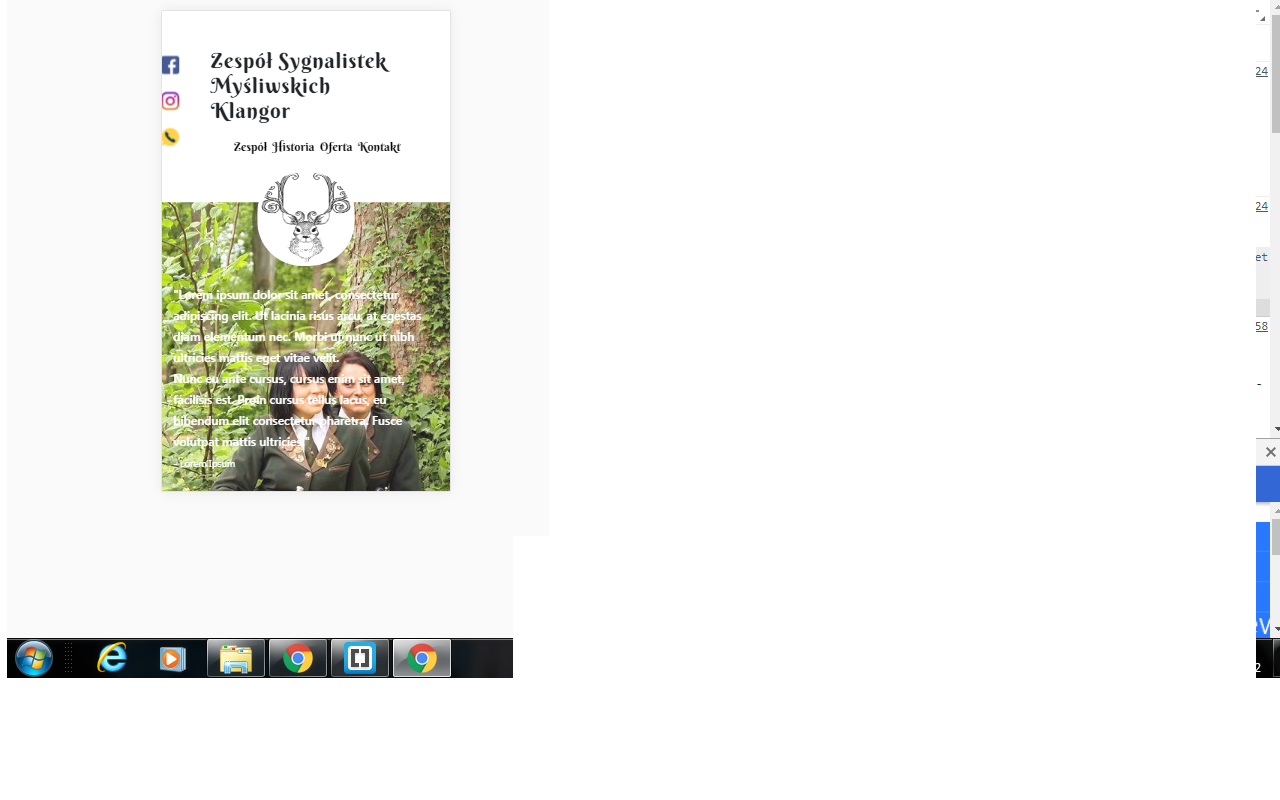 Zespół Sygnalistek
Myśliwskich
Klangor
Zespół Historia Oferta Kontakt
"Lorem ipsum dolor sit amet, consectetur
adipiscing elit. Ut lacinia risus arcu, at egestas
diam elementum nec. Morbi ut nunc ut nibh
ultricies mattis eget vitae velit.
Nunc eu ante cursus, cursus enim sit amet,
facilisis est. Proin cursus tellus lacus, eu
bibendum elit consectetur pharetra. Fusce
volutpat mattis ultricies."
– Lorem Ipsum
24
24
et
58
-
2